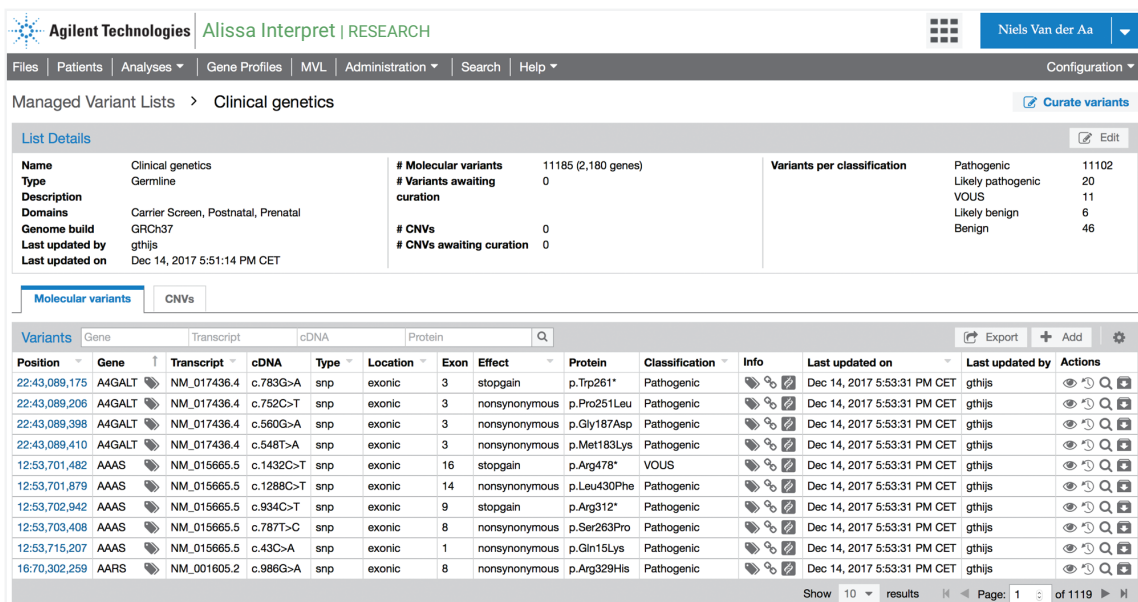 Agilent Technologies | Alissa Interpret | RESEARCH Niels Van der Aa
Files Patients Analyses Gene Profiles MVL Administration Search Help Configuration
Managed Variant Lists > Clinical genetics Curate variants
List Details Edit
Name Clinical genetics # Molecular variants 11185 (2,180 genes) Variants per classification Pathogenic 11102
Type Germline # Variants awaiting curation 0 Likely pathogenic 20
Description VOUS 11
Domains Carrier Screen, Postnatal, Prenatal Likely benign 6
Genome build GRCh37 # CNVs 0 Benign 46
Last updated by gthijs # CNVs awaiting curation 0
Last updated on Dec 14, 2017 5:51:14 PM CET
Molecular variants CNVs
Variants Gene Transcript cDNA Protein Export + Add
Position Gene Transcript cDNA Type Location Exon Effect Protein Classification Info Last updated on Last updated by Actions
22:43,089,175 A4GALT NM_017436.4 c.783G>A snp exonic 3 stopgain p.Trp261* Pathogenic Dec 14, 2017 5:53:31 PM CET gthijs
22:43,089,206 A4GALT NM_017436.4 c.752C>T snp exonic 3 nonsynonymous p.Pro251Leu Pathogenic Dec 14, 2017 5:53:31 PM CET gthijs
22:43,089,398 A4GALT NM_017436.4 c.560G>A snp exonic 3 nonsynonymous p.Gly187Asp Pathogenic Dec 14, 2017 5:53:31 PM CET gthijs
22:43,089,410 A4GALT NM_017436.4 c.548T>A snp exonic 3 nonsynonymous p.Met183Lys Pathogenic Dec 14, 2017 5:53:31 PM CET gthijs
12:53,701,482 AAAS NM_015665.5 c.1432C>T snp exonic 16 stopgain p.Arg478* VOUS Dec 14, 2017 5:53:31 PM CET gthijs
12:53,701,879 AAAS NM_015665.5 c.1288C>T snp exonic 14 nonsynonymous p.Leu430Phe Pathogenic Dec 14, 2017 5:53:31 PM CET gthijs
12:53,702,942 AAAS NM_015665.5 c.934C>T snp exonic 9 stopgain p.Arg312* Pathogenic Dec 14, 2017 5:53:31 PM CET gthijs
12:53,703,408 AAAS NM_015665.5 c.787T>C snp exonic 8 nonsynonymous p.Ser263Pro Pathogenic Dec 14, 2017 5:53:31 PM CET gthijs
12:53,715,207 AAAS NM_015665.5 c.43C>A snp exonic 1 nonsynonymous p.Gln15Lys Pathogenic Dec 14, 2017 5:53:31 PM CET gthijs
16:70,302,259 AARS NM_001605.2 c.986G>A snp exonic 8 nonsynonymous p.Arg329His Pathogenic Dec 14, 2017 5:53:31 PM CET gthijs
Show 10 results Page: 1 of 1119